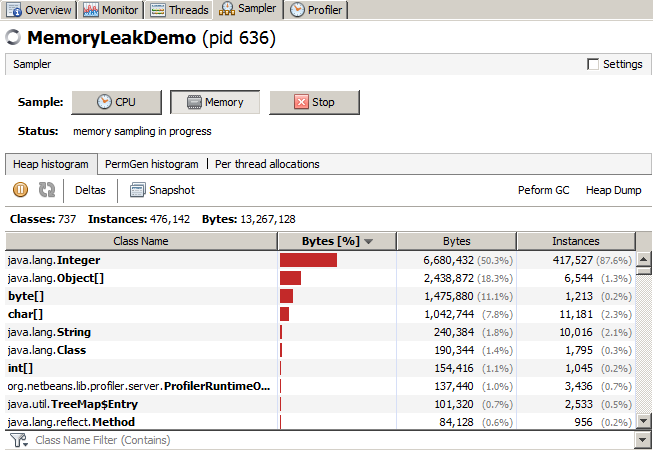 Overview Monitor Threads Sampler Profiler
MemoryLeakDemo (pid 636)
Sampler Settings
Sample: CPU Memory Stop
Status: memory sampling in progress
Heap histogram PermGen histogram Per thread allocations
Deltas Snapshot Peform GC Heap Dump
Classes: 737 Instances: 476,142 Bytes: 13,267,128
Class Name Bytes [%] Bytes Instances
java.lang.Integer 6,680,432 (50.3%) 417,527 (87.6%)
java.lang.Object[] 2,438,872 (18.3%) 6,544 (1.3%)
byte[] 1,475,880 (11.1%) 1,213 (0.2%)
char[] 1,042,744 (7.8%) 11,181 (2.3%)
java.lang.String 240,384 (1.8%) 10,016 (2.1%)
java.lang.Class 190,344 (1.4%) 1,795 (0.3%)
int[] 154,416 (1.1%) 1,045 (0.2%)
org.netbeans.lib.profiler.server.ProfilerRuntimeO... 137,440 (1.0%) 3,436 (0.7%)
java.util.TreeMap$Entry 101,320 (0.7%) 2,533 (0.5%)
java.lang.reflect.Method 84,128 (0.6%) 956 (0.2%)
Class Name Filter (Contains)